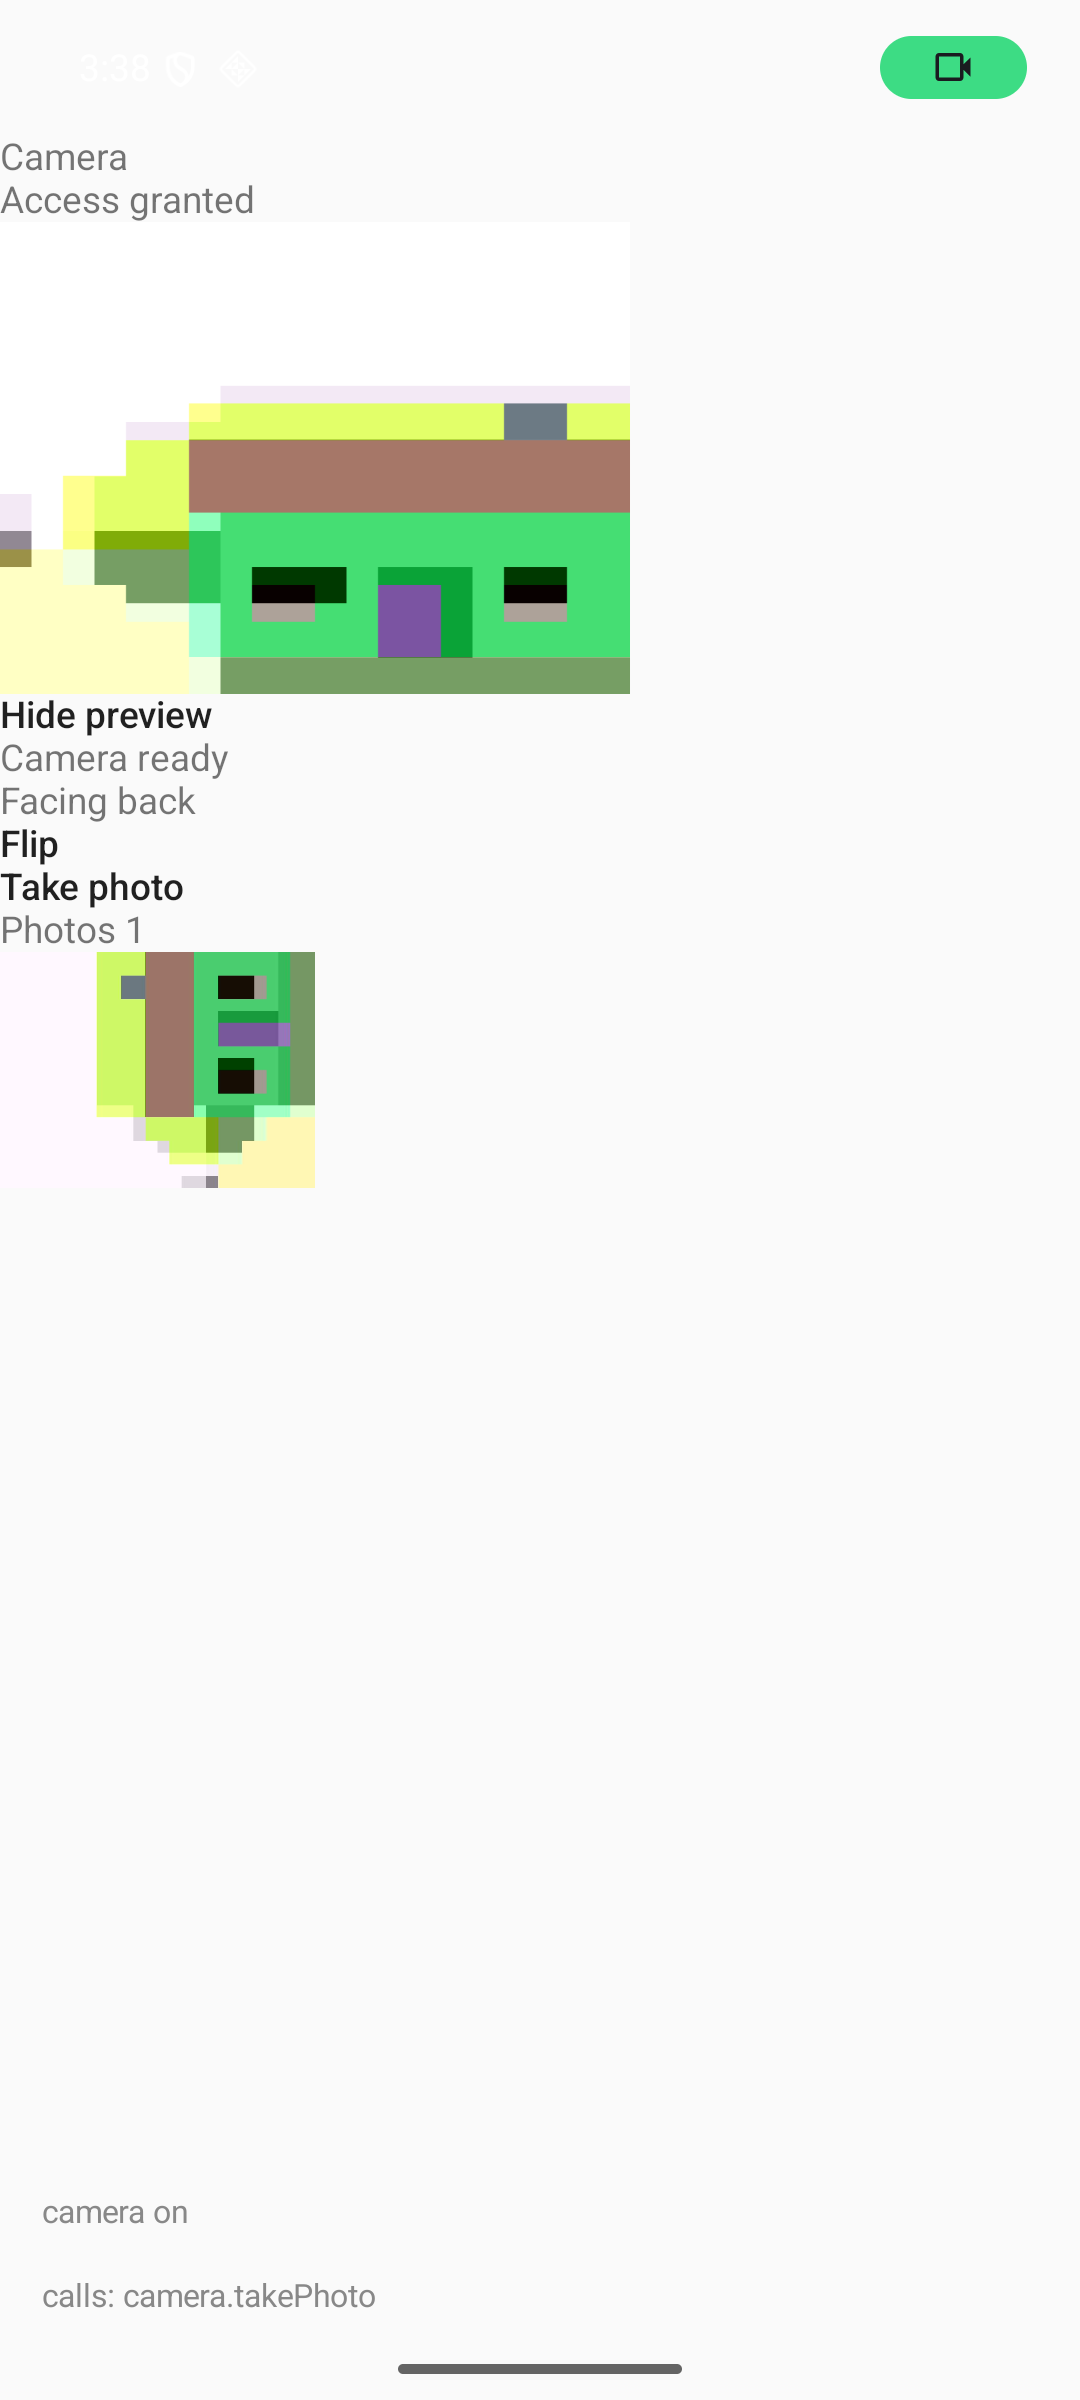 3:38
Camera
Access granted
Hide preview
Camera ready
Facing back
Flip
Take photo
Photos 1
camera on
calls: camera.takePhoto